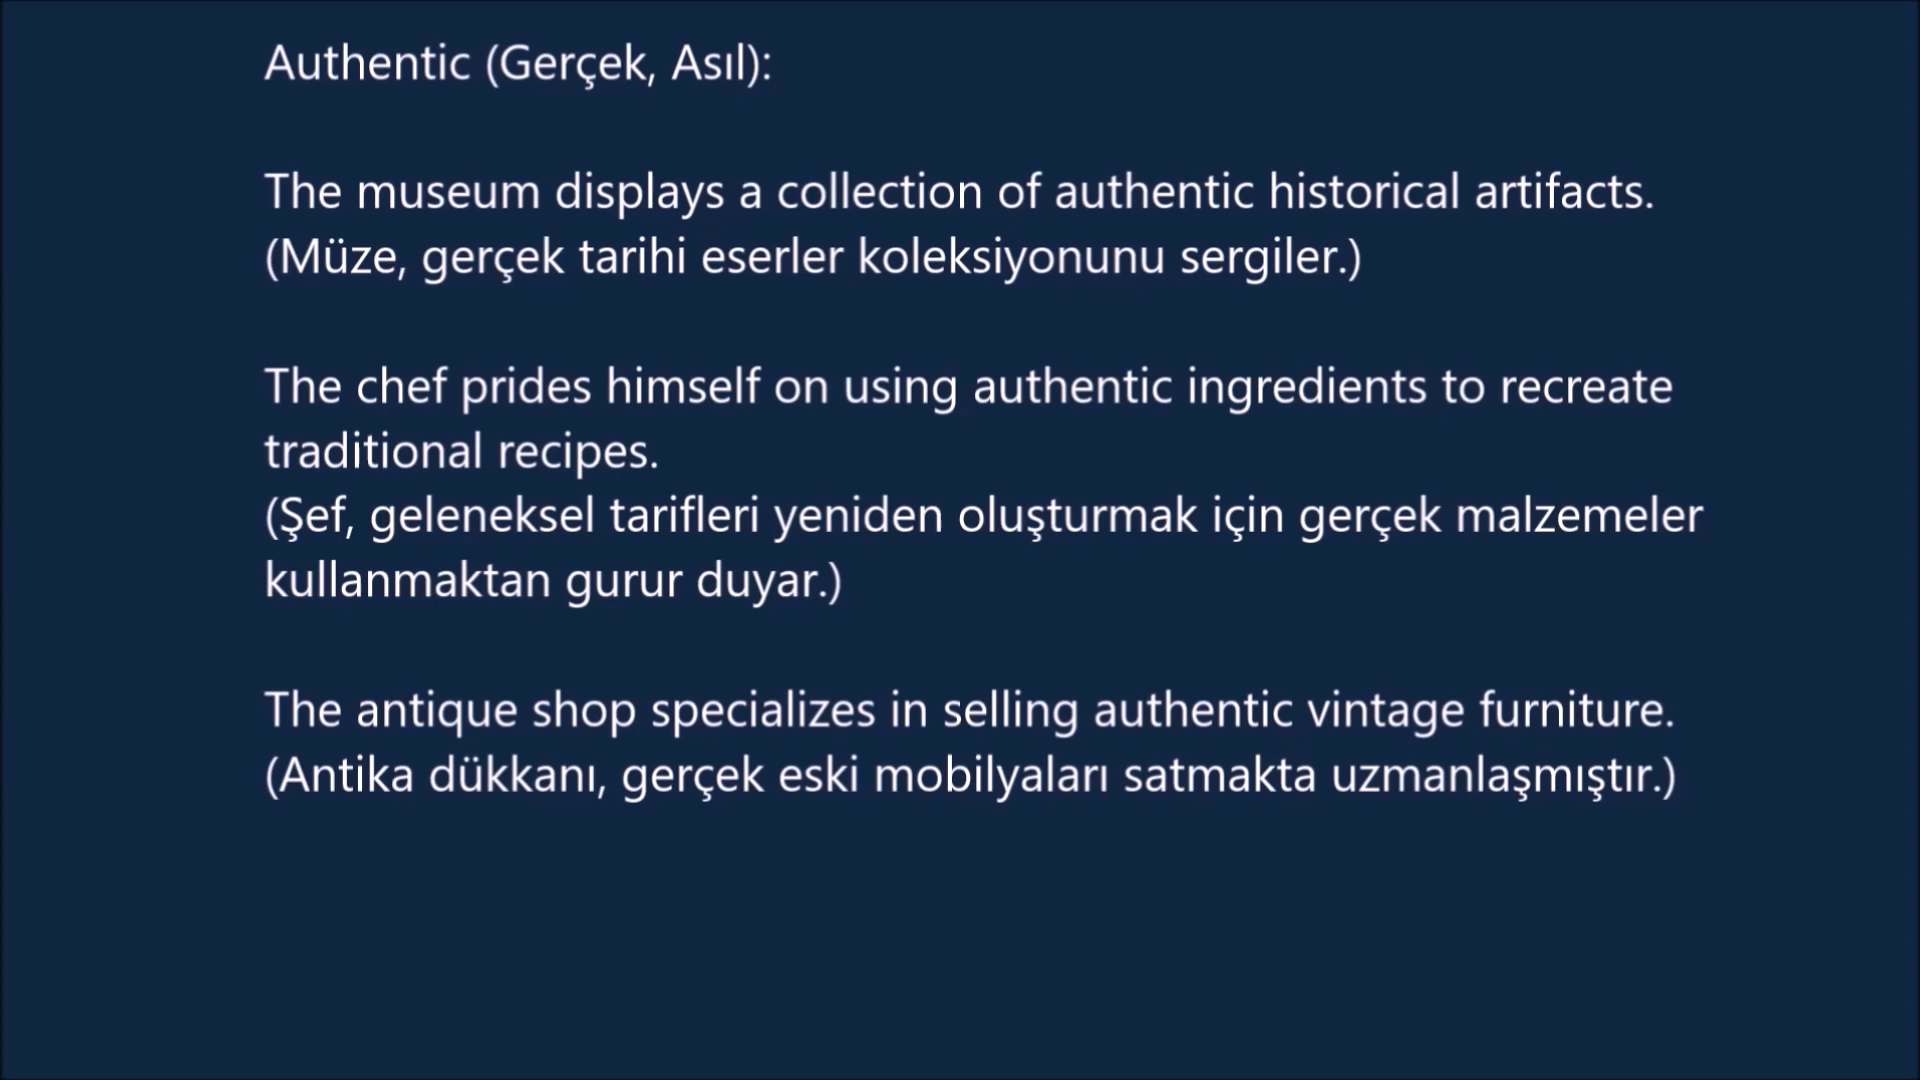 Authentic (Gerçek, Asıl):
The museum displays a collection of authentic historical artifacts.
(Müze, gerçek tarihi eserler koleksiyonunu sergiler.)
The chef prides himself on using authentic ingredients to recreate
traditional recipes.
(Şef, geleneksel tarifleri yeniden oluşturmak için gerçek malzemeler
kullanmaktan gurur duyar.)
The antique shop specializes in selling authentic vintage furniture.
(Antika dükkanı, gerçek eski mobilyaları satmakta uzmanlaşmıştır.)